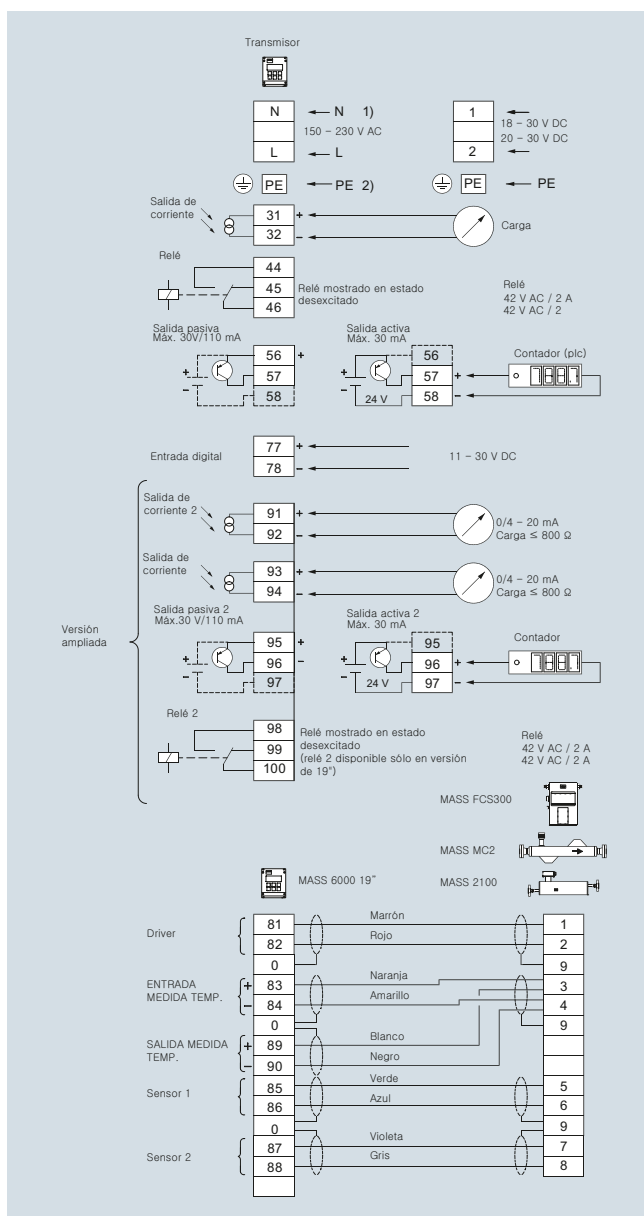 Transmisor
N
N 1)
150 – 230 V AC
L
L
1
18 – 30 V DC
20 – 30 V DC
2
PE
PE 2)
PE
PE
Salida de
corriente
31
+
32
–
Carga
Relé
44
45
46
Relé mostrado en estado
desexcitado
Relé
42 V AC / 2 A
42 V AC / 2
Salida pasiva
Máx. 30V/110 mA
+
–
56
+
57
58
Salida activa
Máx. 30 mA
+
–
24 V
56
57
+
58
–
Contador (plc)
Entrada digital
77
+
78
–
11 – 30 V DC
Versión
ampliada
Salida de
corriente 2
91
+
92
–
0/4 – 20 mA
Carga ≤ 800 Ω
Salida de
corriente
93
+
94
–
0/4 – 20 mA
Carga ≤ 800 Ω
Salida pasiva 2
Máx.30 V/110 mA
+
–
95
+
96
–
97
Salida activa 2
Máx. 30 mA
+
–
24 V
95
96
+
97
–
Contador
Relé 2
98
99
100
Relé mostrado en estado
desexcitado
(relé 2 disponible sólo en versión
de 19")
Relé
42 V AC / 2 A
42 V AC / 2 A
MASS FCS300
MASS MC2
MASS 2100
MASS 6000 19"
Driver
81
Marrón
1
82
Rojo
2
0
9
ENTRADA
MEDIDA TEMP.
+
83
Naranja
3
–
84
Amarillo
4
0
9
SALIDA MEDIDA
TEMP.
+
89
Blanco
–
90
Negro
Sensor 1
85
Verde
5
86
Azul
6
0
9
Sensor 2
87
Violeta
7
88
Gris
8